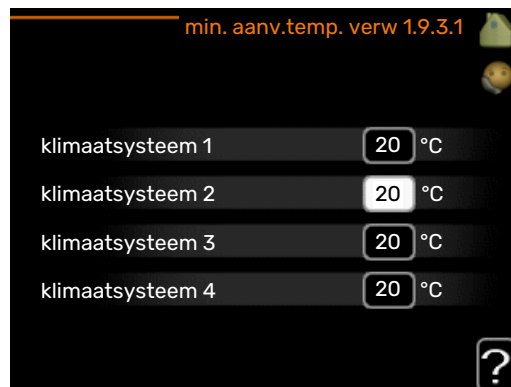 min. aanv.temp. verw 1.9.3.1
klimaatsysteem 1 20 °C
klimaatsysteem 2 20 °C
klimaatsysteem 3 20 °C
klimaatsysteem 4 20 °C
?